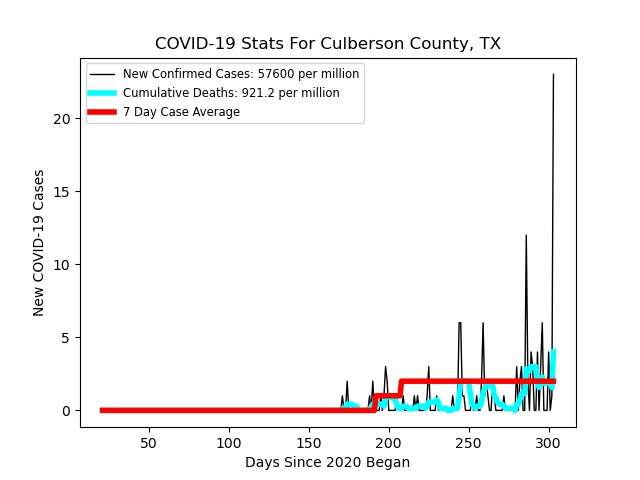 COVID-19 Stats For Culberson County, TX
New Confirmed Cases: 57600 per million
Cumulative Deaths: 921.2 per million
7 Day Case Average
New COVID-19 Cases
20
15
10
5
0
50 100 150 200 250 300
Days Since 2020 Began